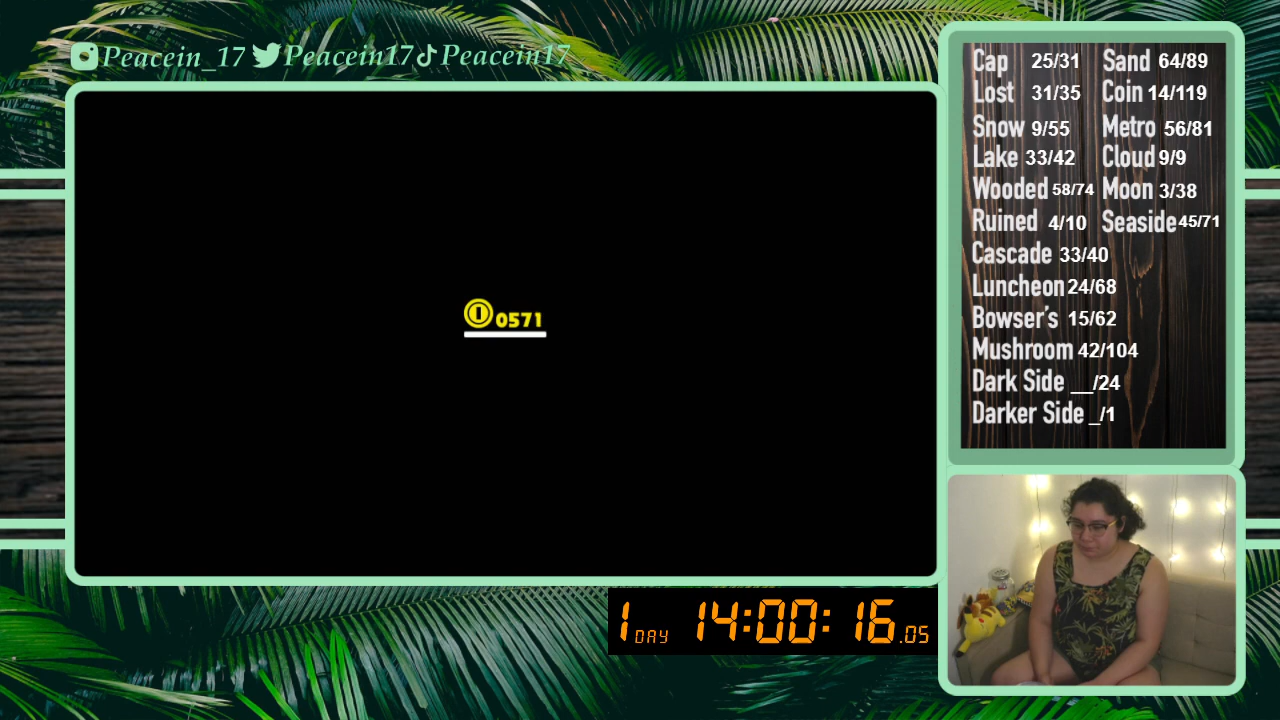 Peacein_17 Peacein17 Peacein17
Cap 25/31 Sand 64/89
Lost 31/35 Coin 14/119
Snow 9/55 Metro 56/81
Lake 33/42 Cloud 9/9
Wooded 58/74 Moon 3/38
Ruined 4/10 Seaside 45/71
Cascade 33/40
Luncheon 24/68
Bowser's 15/62
Mushroom 42/104
Dark Side __/24
Darker Side _/1
0571
1 DAY 14:00:16.05